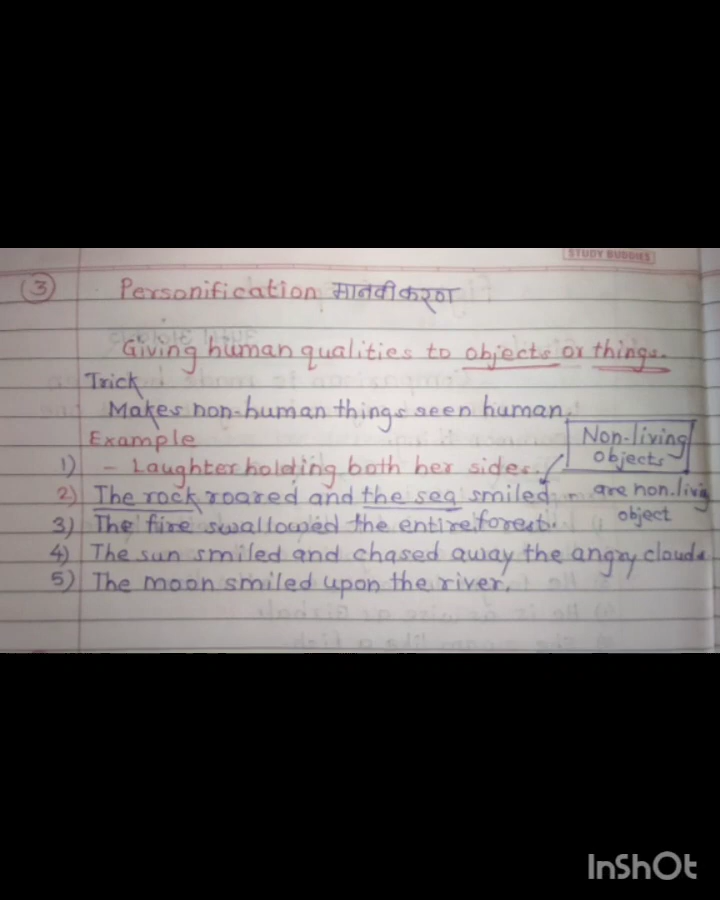 STUDY BUDDIES
3 Personification मानवीकरण
Giving human qualities to objects or things.
Trick
Makes non-human things seen human.
Example
Non-living objects
1) - Laughter holding both her sides.
2) The rock roared and the sea smiled - are non-livig object
3) The fire swallowed the entire forest.
4) The sun smiled and chased away the angry clouds
5) The moon smiled upon the river.
InShOt